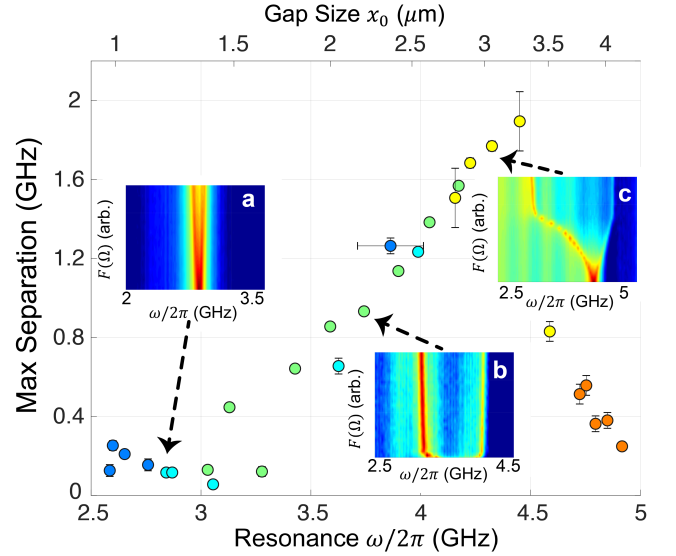 Gap Size x₀ (μm)
1 1.5 2 2.5 3 3.5 4
Max Separation (GHz)
2
1.6
1.2
0.8
0.4
0
a
F(Ω) (arb.)
2 3.5
ω/2π (GHz)
c
F(Ω) (arb.)
2.5 5
ω/2π (GHz)
b
F(Ω) (arb.)
2.5 4.5
ω/2π (GHz)
2.5 3 3.5 4 4.5 5
Resonance ω/2π (GHz)